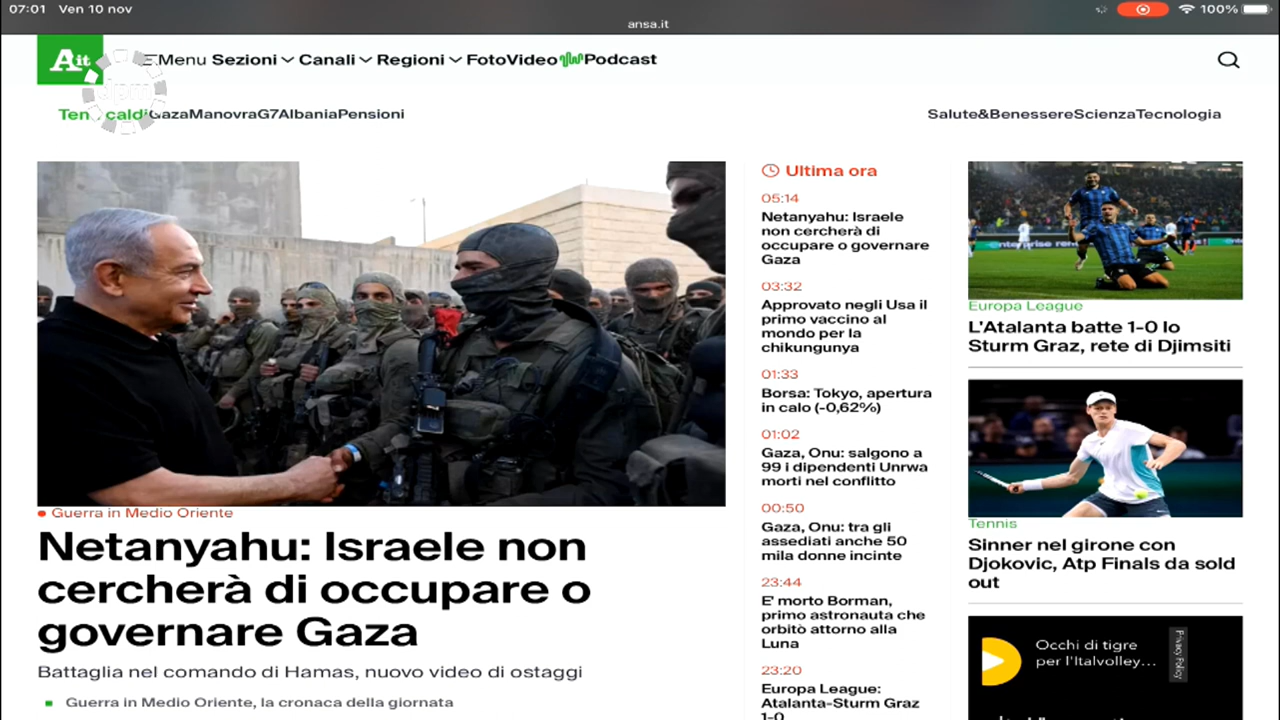 07:01 Ven 10 nov
100%
ansa.it
Ait
Menu Sezioni Canali Regioni FotoVideo Podcast
GazaManovraG7AlbaniaPensioni
Salute&BenessereScienzaTecnologia
Guerra in Medio Oriente
Netanyahu: Israele non
cercherà di occupare o
governare Gaza
Battaglia nel comando di Hamas, nuovo video di ostaggi
Guerra in Medio Oriente, la cronaca della giornata
Ultima ora
05:14
Netanyahu: Israele
non cercherà di
occupare o governare
Gaza
03:32
Approvato negli Usa il
primo vaccino al
mondo per la
chikungunya
01:33
Borsa: Tokyo, apertura
in calo (-0,62%)
01:02
Gaza, Onu: salgono a
99 i dipendenti Unrwa
morti nel conflitto
00:50
Gaza, Onu: tra gli
assediati anche 50
mila donne incinte
23:44
E' morto Borman,
primo astronauta che
orbitò attorno alla
Luna
23:20
Europa League:
Atalanta-Sturm Graz
1-0
Europa League
L'Atalanta batte 1-0 lo
Sturm Graz, rete di Djimsiti
Tennis
Sinner nel girone con
Djokovic, Atp Finals da sold
out
Occhi di tigre
per l'Italvolley...
Privacy Policy